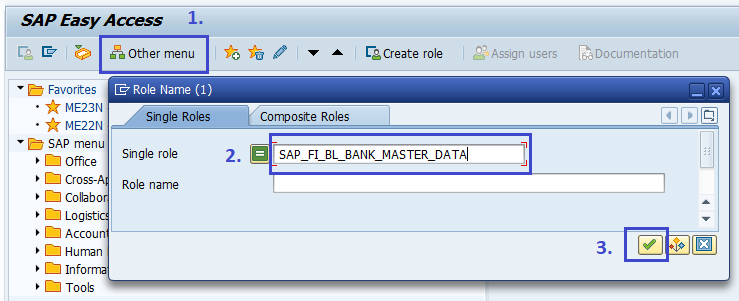 SAP Easy Access 1.
Other menu Create role Assign users Documentation
Favorites
ME23N
ME22N
SAP menu
Office
Cross-Ap
Collabora
Logistics
Account
Human
Informat
Tools
Role Name (1)
Single Roles Composite Roles
Single role 2. SAP_FI_BL_BANK_MASTER_DATA
Role name
3.